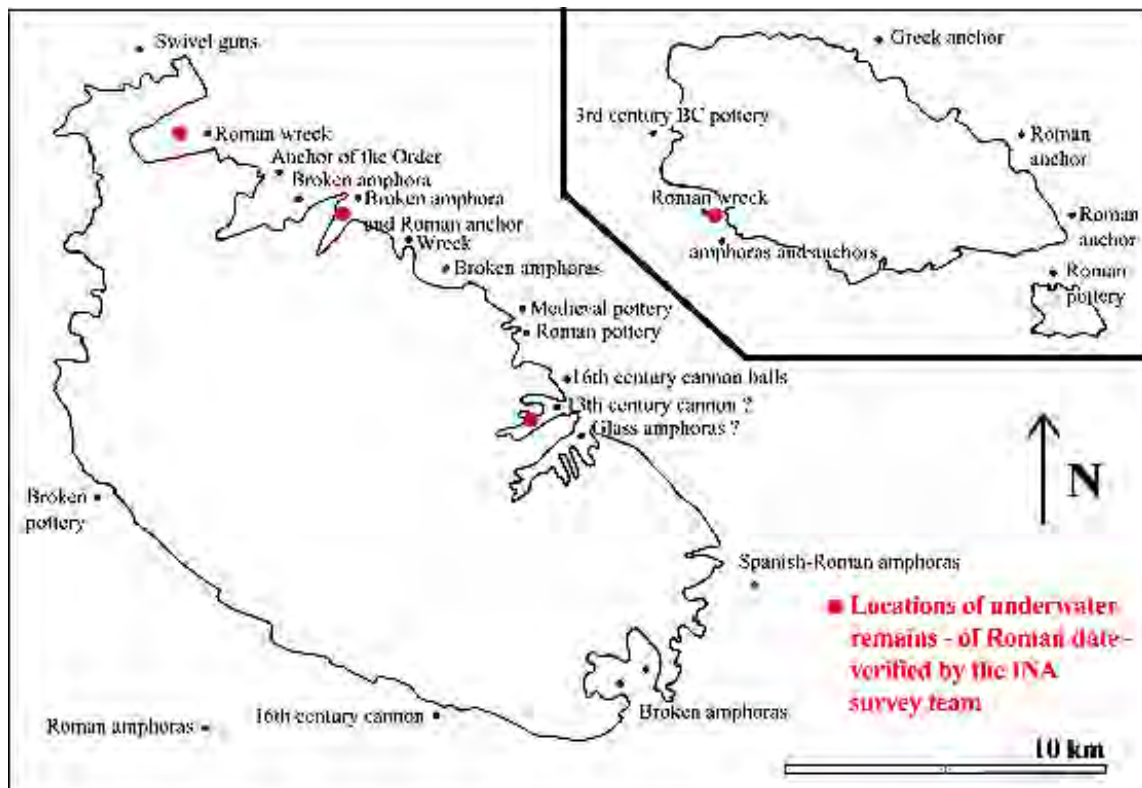 Swivel guns
Roman wreck
Anchor of the Order
Broken amphora
Broken amphora
and Roman anchor
Wreck
Broken amphoras
Medieval pottery
Roman pottery
16th century cannon balls
13th century cannon ?
Glass amphoras ?
Broken
pottery
Spanish-Roman amphoras
Broken amphoras
16th century cannon
Roman amphoras
Greek anchor
3rd century BC pottery
Roman
anchor
Roman wreck
amphoras and anchors
Roman
anchor
Roman
pottery
N
Locations of underwater
remains - of Roman date-
verified by the INA
survey team
10 km